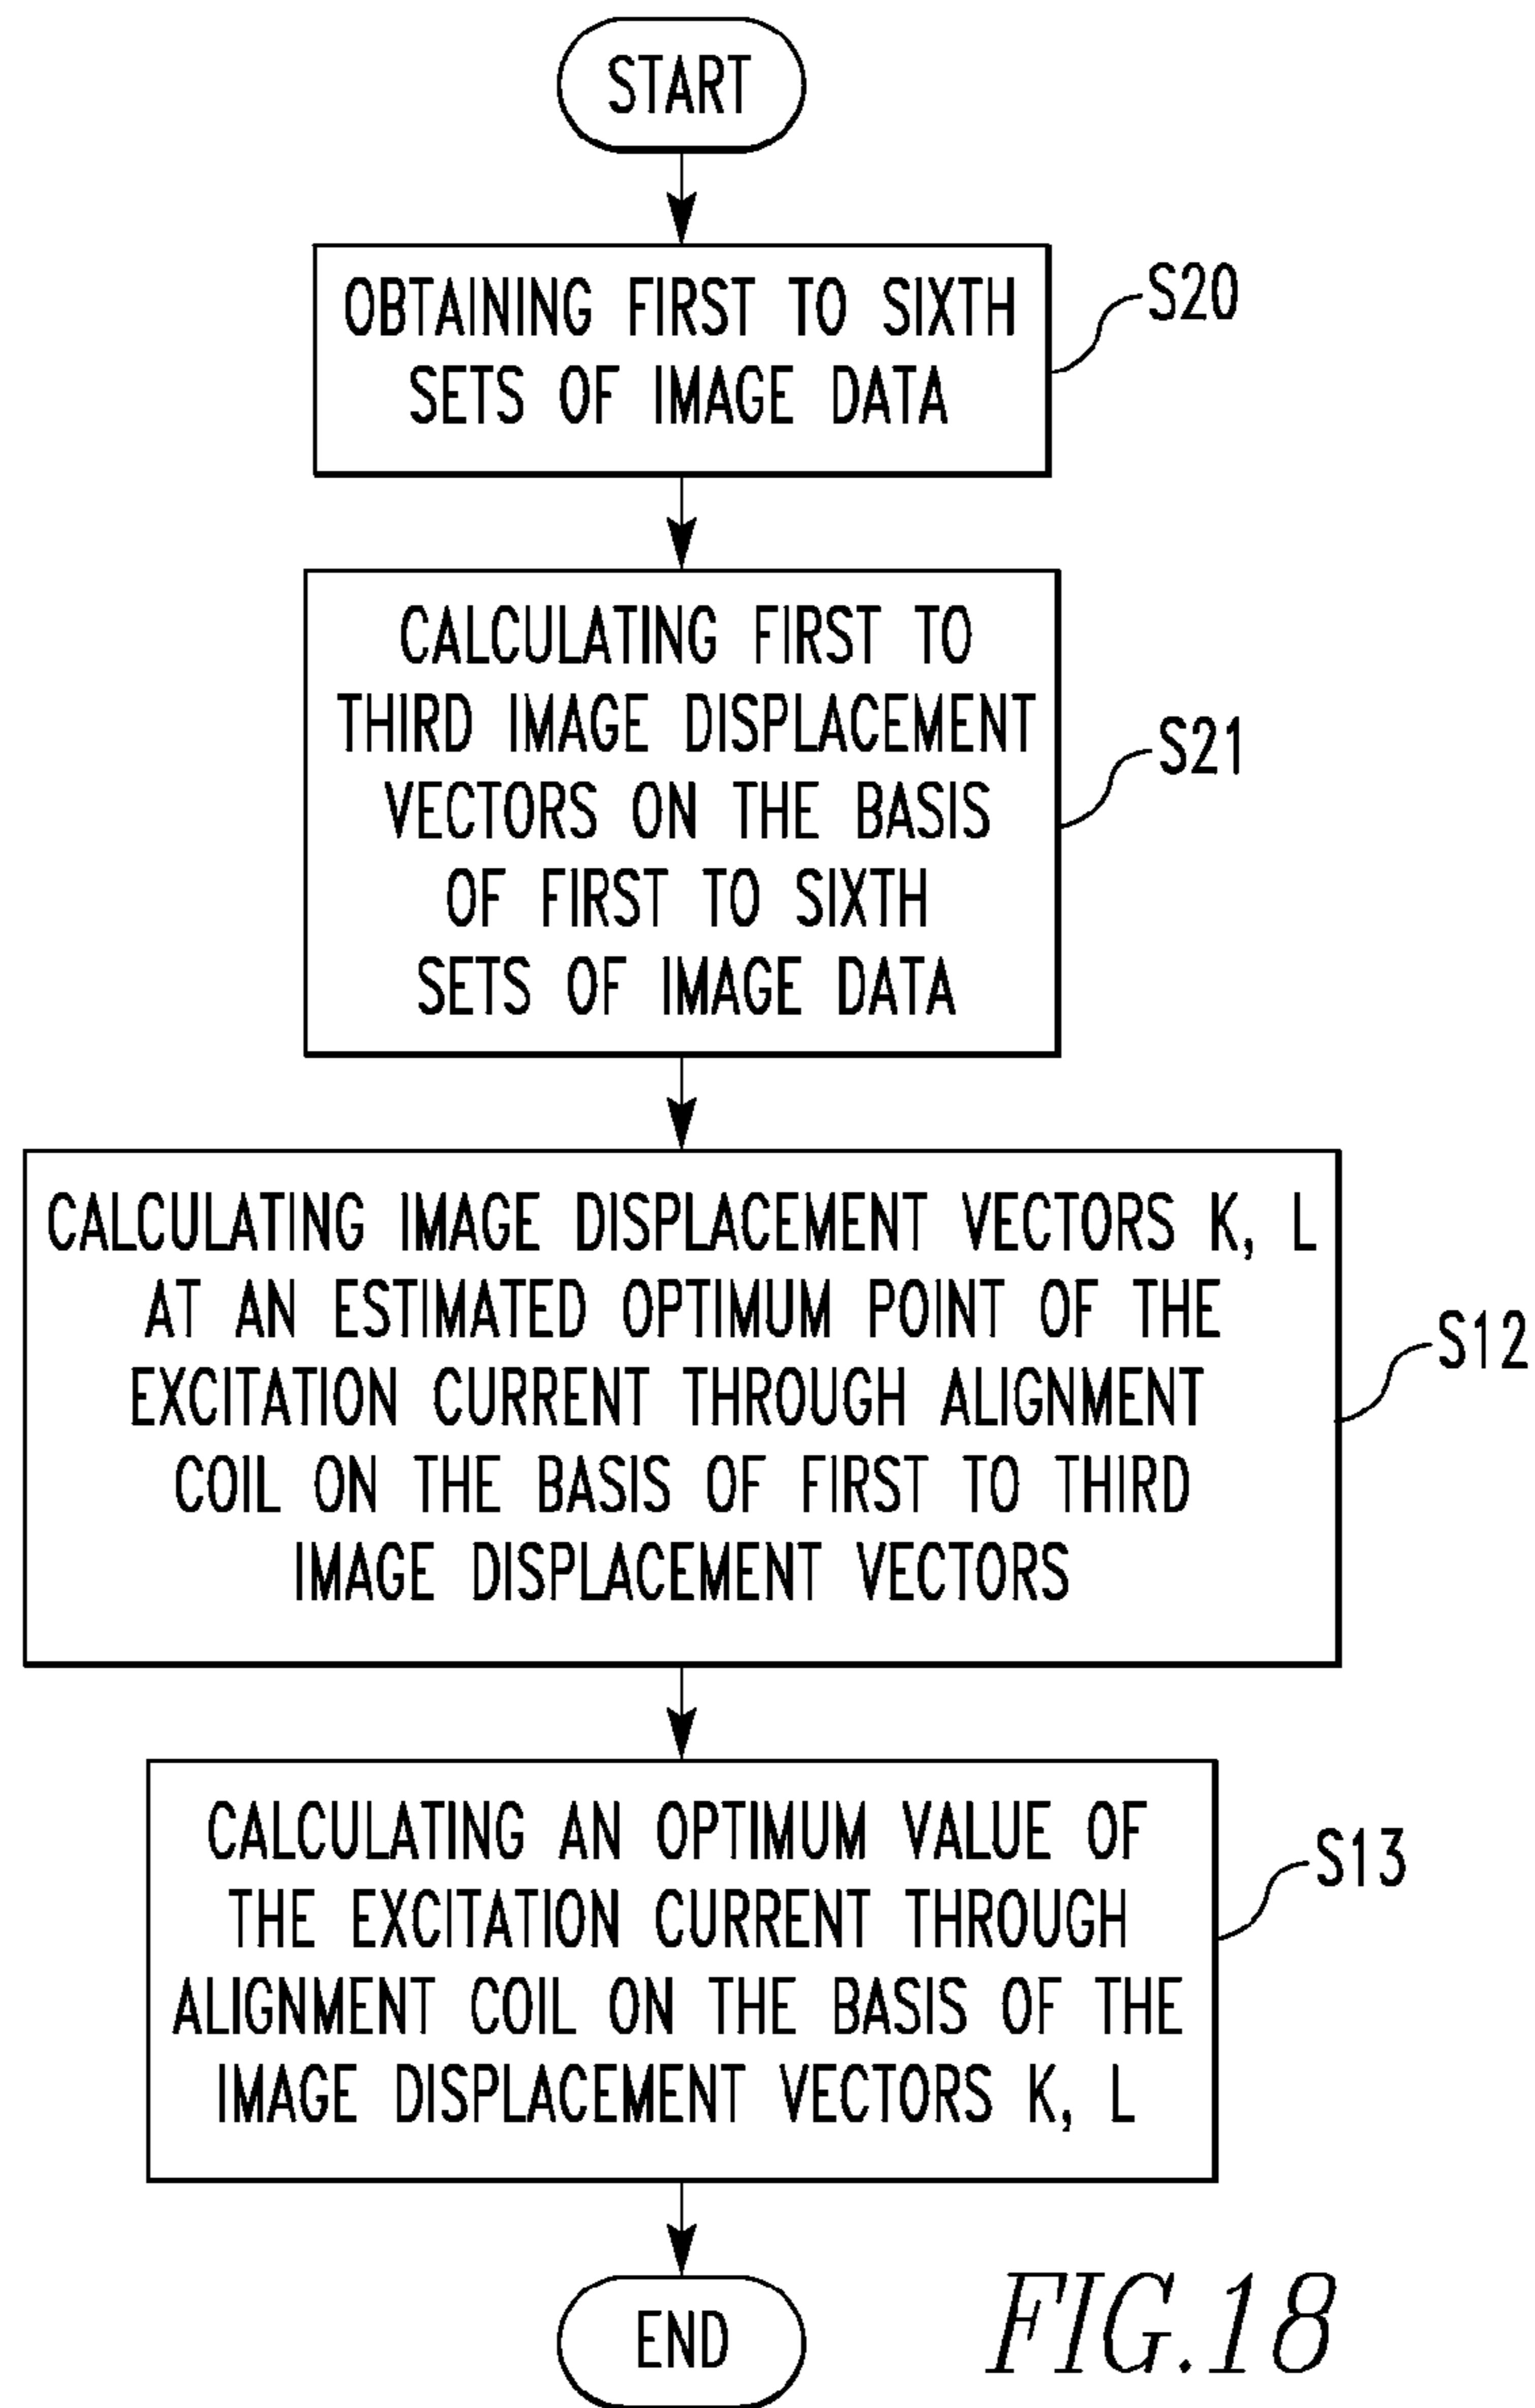 START
OBTAINING FIRST TO SIXTH
SETS OF IMAGE DATA
S20
CALCULATING FIRST TO
THIRD IMAGE DISPLACEMENT
VECTORS ON THE BASIS
OF FIRST TO SIXTH
SETS OF IMAGE DATA
S21
CALCULATING IMAGE DISPLACEMENT VECTORS K, L
AT AN ESTIMATED OPTIMUM POINT OF THE
EXCITATION CURRENT THROUGH ALIGNMENT
COIL ON THE BASIS OF FIRST TO THIRD
IMAGE DISPLACEMENT VECTORS
S12
CALCULATING AN OPTIMUM VALUE OF
THE EXCITATION CURRENT THROUGH
ALIGNMENT COIL ON THE BASIS OF THE
IMAGE DISPLACEMENT VECTORS K, L
S13
END
FIG.18